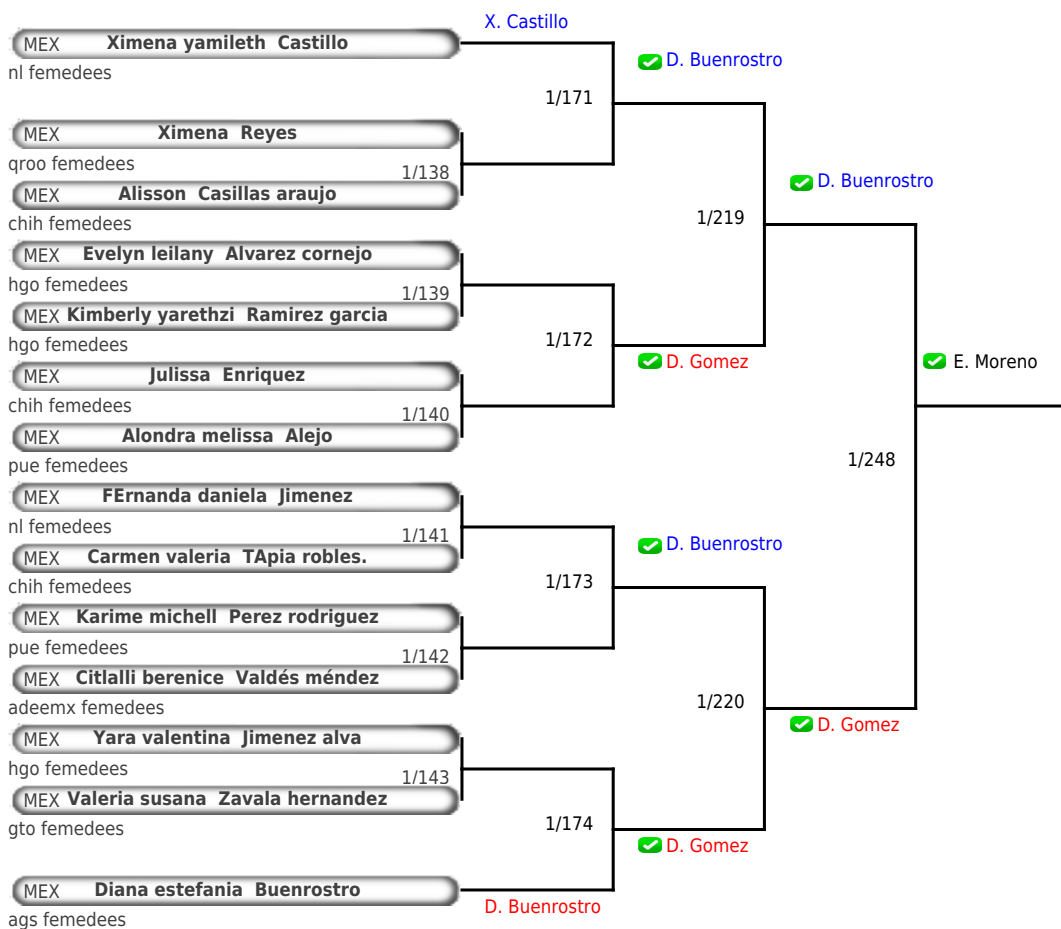 X. Castillo
MEX Ximena yamileth Castillo
nl femedees
D. Buenrostro
1/171
MEX Ximena Reyes
qroo femedees
1/138
MEX Alisson Casillas araujo
chih femedees
D. Buenrostro
1/219
MEX Evelyn leilany Alvarez cornejo
hgo femedees
1/139
MEX Kimberly yarethzi Ramirez garcia
hgo femedees
1/172
D. Gomez
E. Moreno
MEX Julissa Enriquez
chih femedees
1/140
MEX Alondra melissa Alejo
pue femedees
1/248
MEX FErnanda daniela Jimenez
nl femedees
1/141
D. Buenrostro
MEX Carmen valeria TApia robles.
chih femedees
1/173
MEX Karime michell Perez rodriguez
pue femedees
1/142
MEX Citlalli berenice Valdés méndez
adeemx femedees
1/220
D. Gomez
MEX Yara valentina Jimenez alva
hgo femedees
1/143
MEX Valeria susana Zavala hernandez
gto femedees
1/174
D. Gomez
MEX Diana estefania Buenrostro
D. Buenrostro
ags femedees